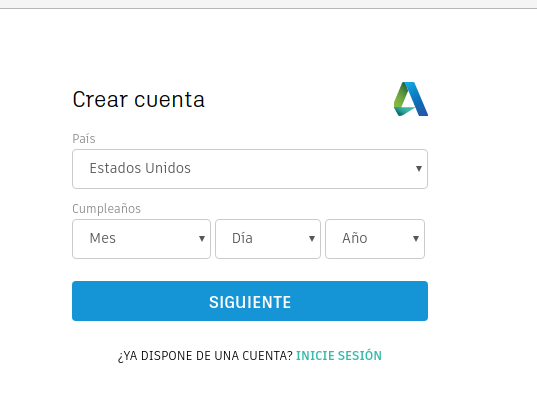 Crear cuenta
País
Estados Unidos
Cumpleaños
Mes Día Año
SIGUIENTE
¿YA DISPONE DE UNA CUENTA? INICIE SESIÓN